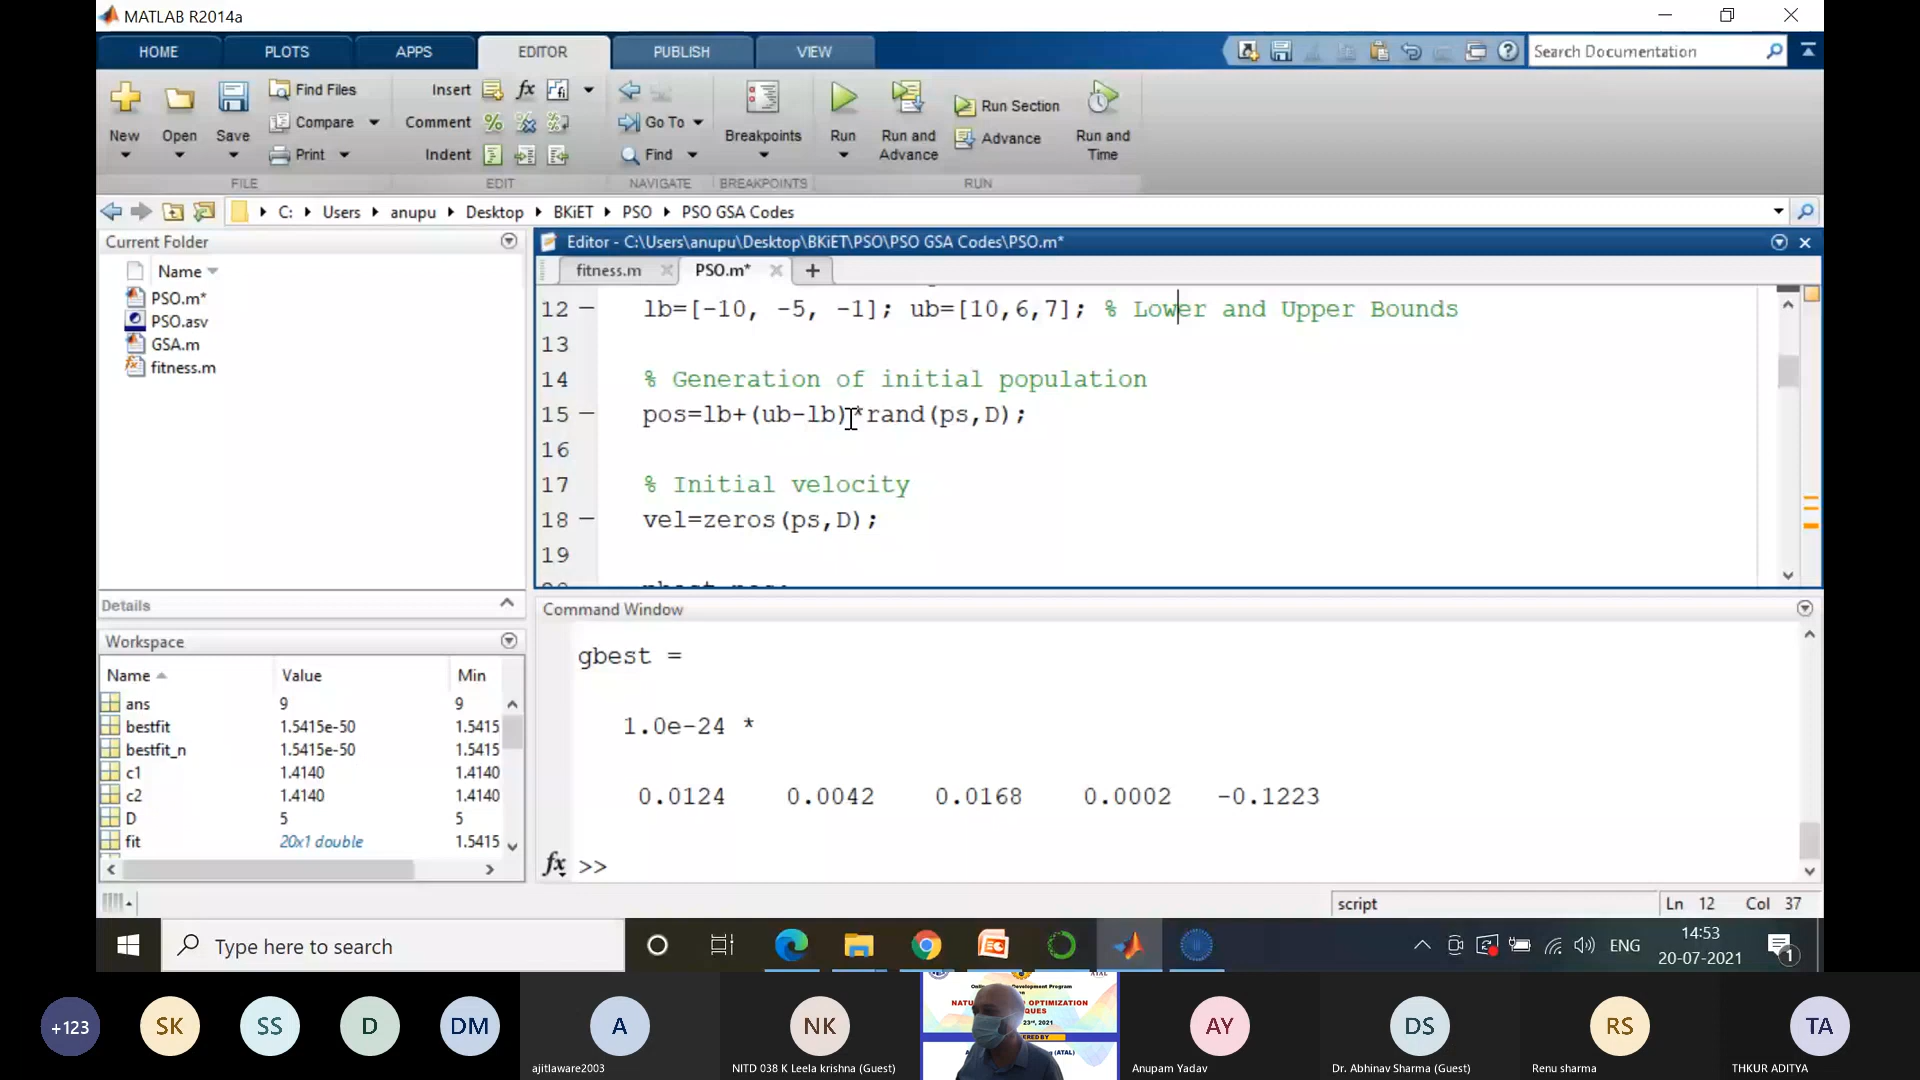 MATLAB R2014a
HOME PLOTS APPS EDITOR PUBLISH VIEW
Search Documentation
New Open Save
Find Files
Compare
Print
Insert
Comment
Indent
Go To
Find
Breakpoints
Run
Run and Advance
Run Section
Advance
Run and Time
FILE EDIT NAVIGATE BREAKPOINTS RUN
C: Users anupu Desktop BKiET PSO PSO GSA Codes
Current Folder
Name
PSO.m*
PSO.asv
GSA.m
fitness.m
Details
Workspace
Name Value Min
ans 9 9
bestfit 1.5415e-50 1.5415
bestfit_n 1.5415e-50 1.5415
c1 1.4140 1.4140
c2 1.4140 1.4140
D 5 5
fit 20x1 double 1.5415
Editor - C:\Users\anupu\Desktop\BKiET\PSO\PSO GSA Codes\PSO.m*
fitness.m PSO.m*
12 lb=[-10, -5, -1]; ub=[10,6,7]; % Lower and Upper Bounds
13
14 % Generation of initial population
15 pos=lb+(ub-lb)*rand(ps,D);
16
17 % Initial velocity
18 vel=zeros(ps,D);
19
Command Window
gbest =
1.0e-24 *
0.0124 0.0042 0.0168 0.0002 -0.1223
fx >>
script Ln 12 Col 37
Type here to search
ENG
14:53
20-07-2021
1
+123 SK SS D DM A NK AY DS RS TA
ajitlaware2003
NITD 038 K Leela krishna (Guest)
Anupam Yadav
Dr. Abhinav Sharma (Guest)
Renu sharma
THKUR ADITYA